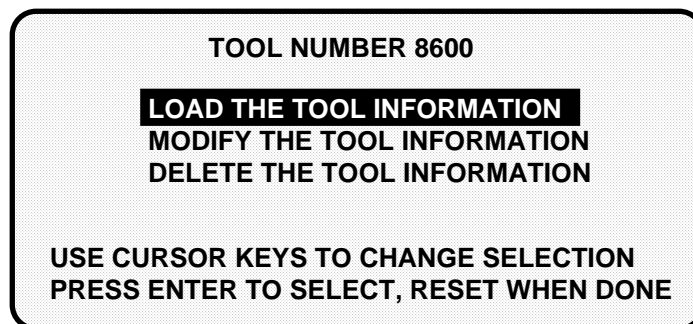 TOOL NUMBER 8600
LOAD THE TOOL INFORMATION
MODIFY THE TOOL INFORMATION
DELETE THE TOOL INFORMATION
USE CURSOR KEYS TO CHANGE SELECTION
PRESS ENTER TO SELECT, RESET WHEN DONE